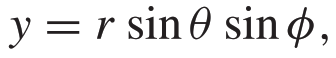 y = r sin θ sin ϕ,